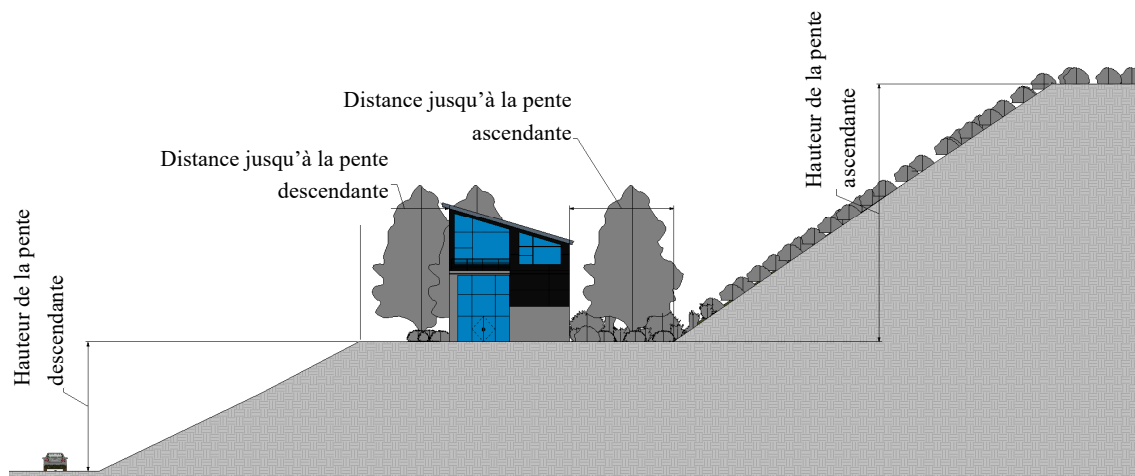 Hauteur de la pente
descendante
Distance jusqu’à la pente
descendante
Distance jusqu’à la pente
ascendante
Hauteur de la pente
ascendante